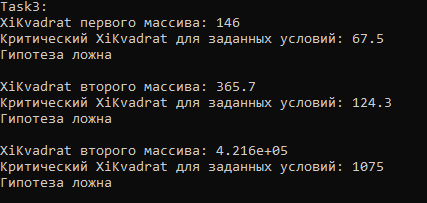 Task3:
XiKvadrat первого массива: 146
Критический XiKvadrat для заданных условий: 67.5
Гипотеза ложна
XiKvadrat второго массива: 365.7
Критический XiKvadrat для заданных условий: 124.3
Гипотеза ложна
XiKvadrat второго массива: 4.216e+05
Критический XiKvadrat для заданных условий: 1075
Гипотеза ложна